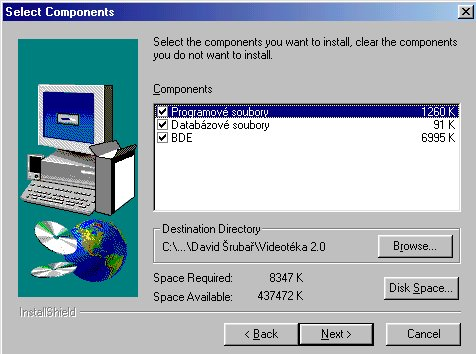 Select Components
Select the components you want to install, clear the components
you do not want to install.
Components
Programové soubory 1260 K
Databázové soubory 91 K
BDE 6995 K
Destination Directory
C:\...\David Šrubař\Videotéka 2.0
Browse...
Space Required: 8347 K
Space Available: 437472 K
Disk Space...
InstallShield
< Back
Next >
Cancel